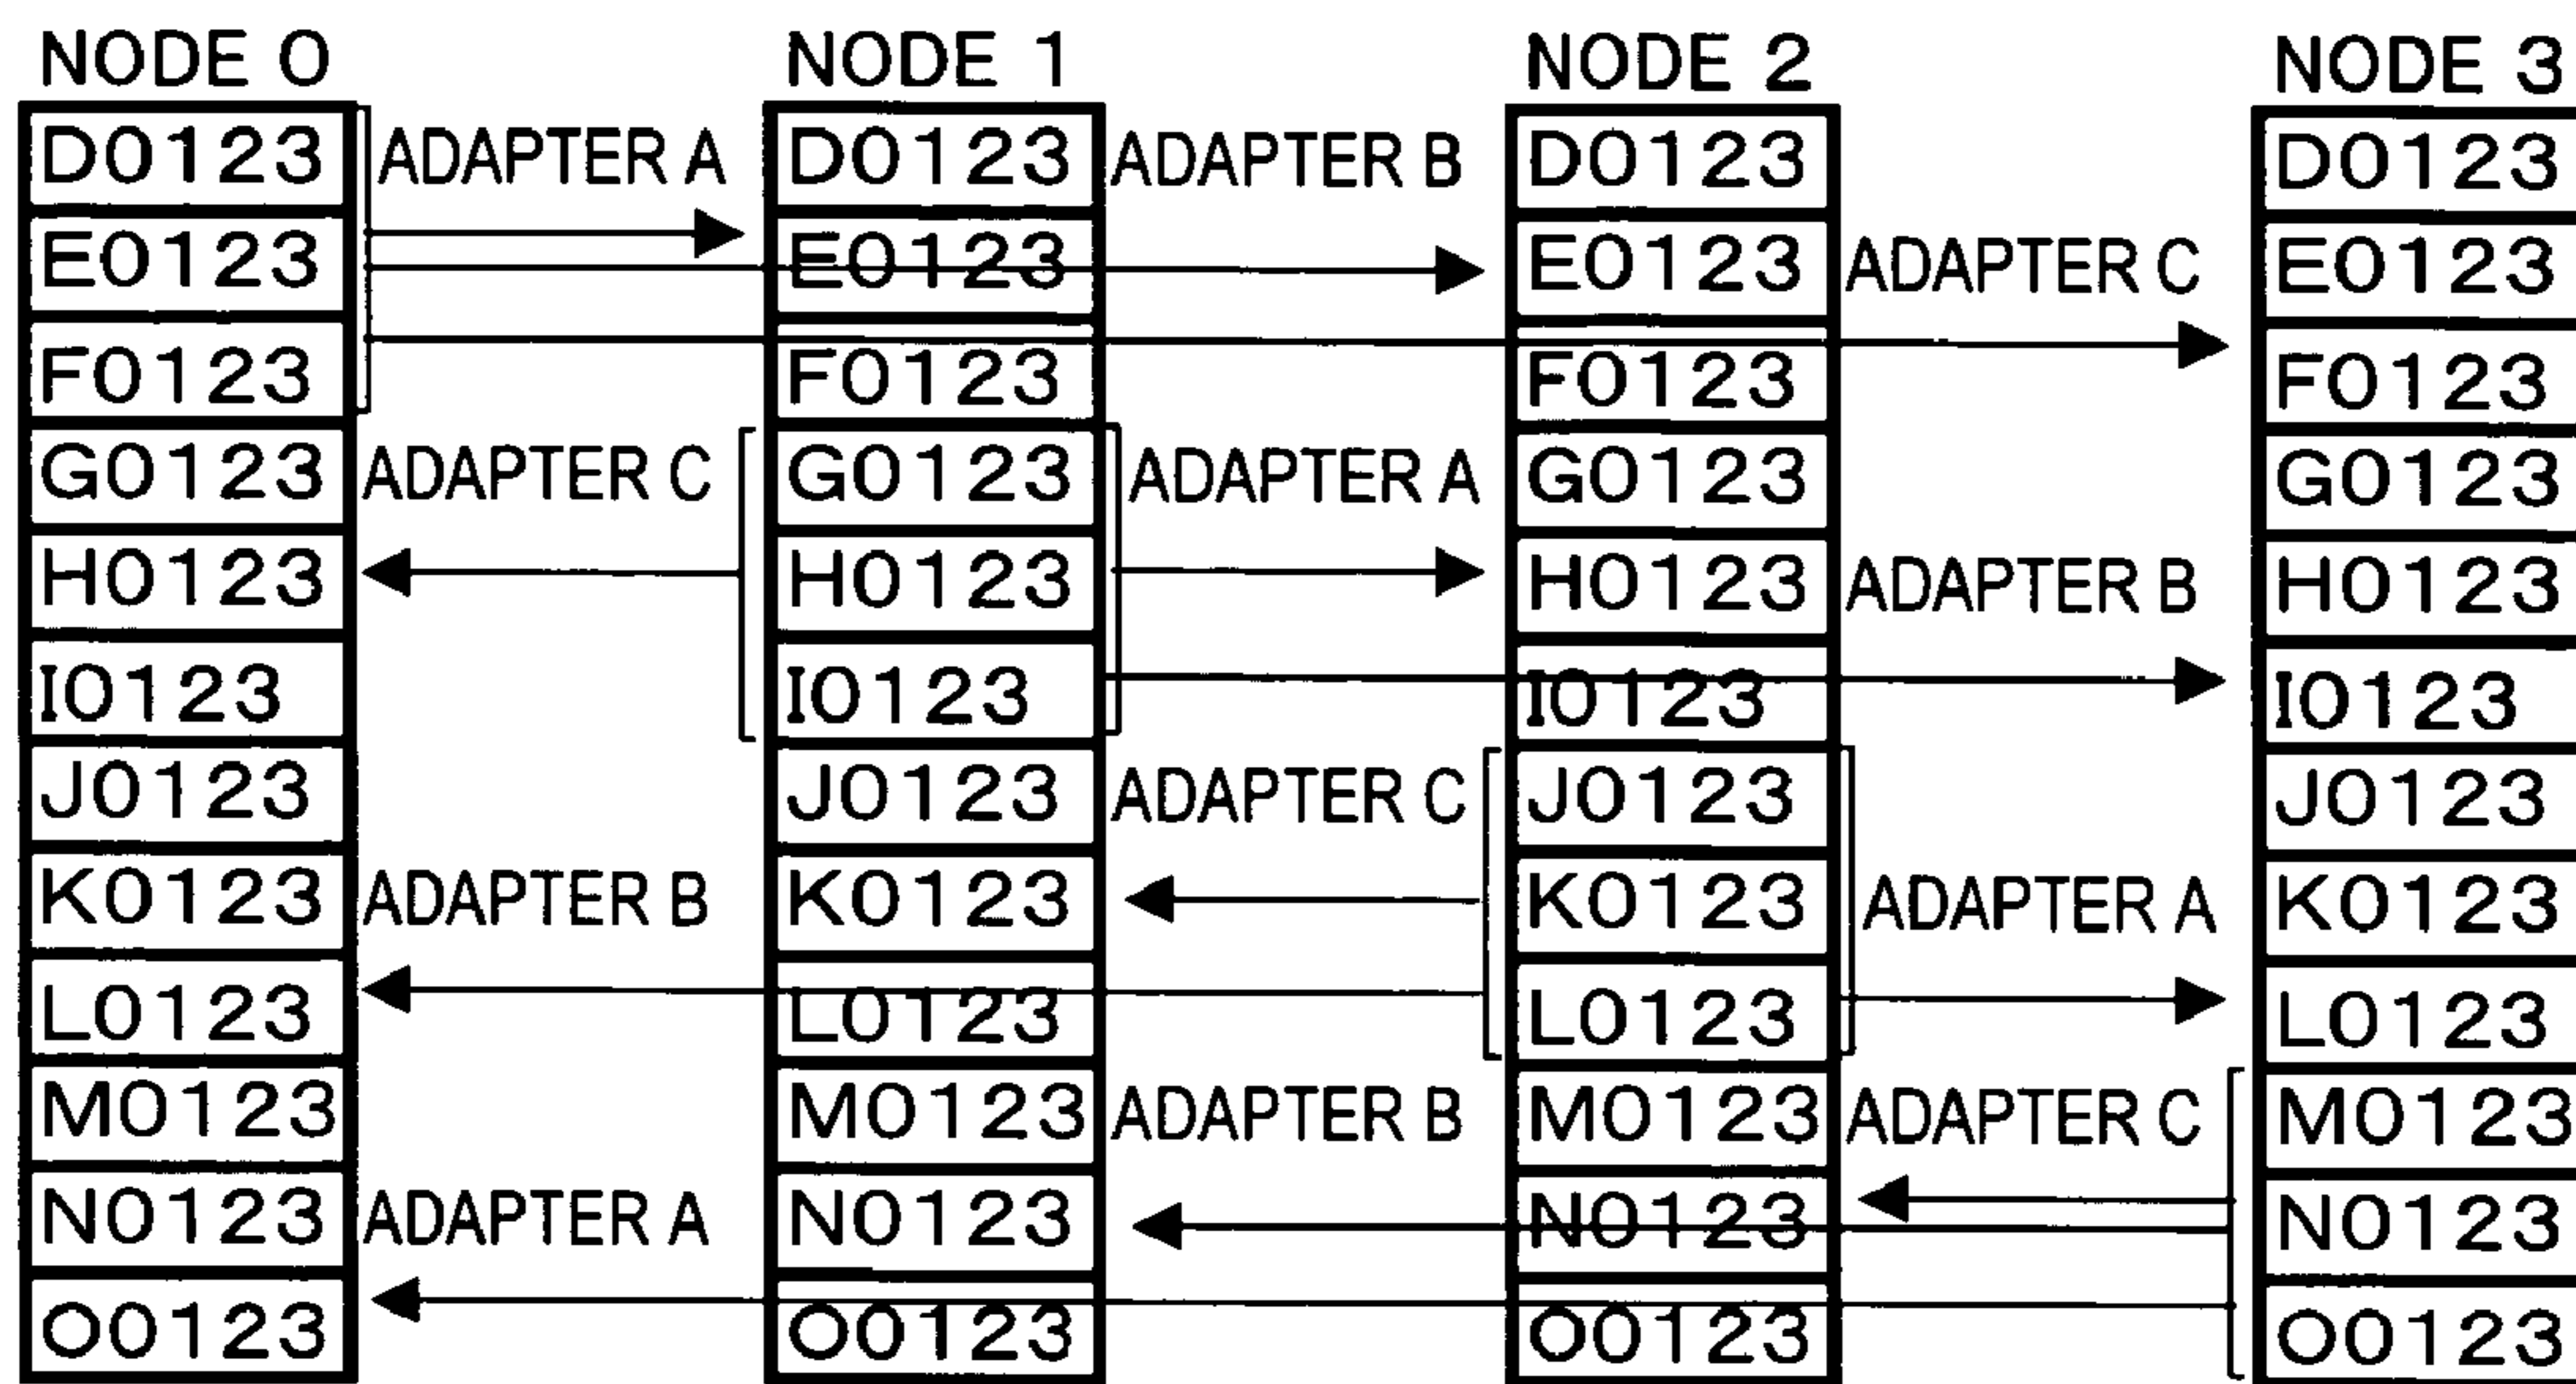 NODE 0 NODE 1 NODE 2 NODE 3
D0123 ADAPTER A D0123 ADAPTER B D0123 D0123
E0123 E0123 E0123 ADAPTER C E0123
F0123 F0123 F0123 F0123
G0123 ADAPTER C G0123 ADAPTER A G0123 G0123
H0123 H0123 H0123 ADAPTER B H0123
I0123 I0123 I0123 I0123
J0123 J0123 ADAPTER C J0123 J0123
K0123 ADAPTER B K0123 K0123 ADAPTER A K0123
L0123 L0123 L0123 L0123
M0123 M0123 ADAPTER B M0123 ADAPTER C M0123
N0123 ADAPTER A N0123 N0123 N0123
O0123 O0123 O0123 O0123